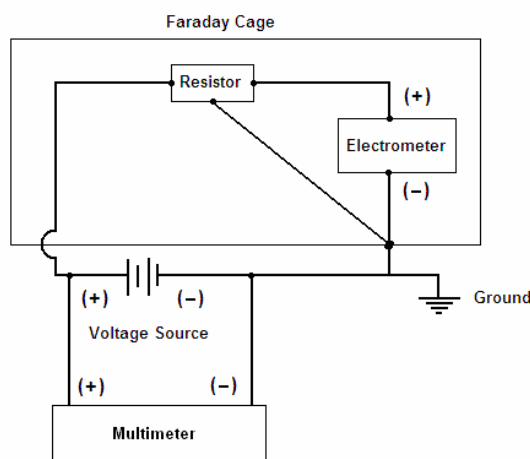 Faraday Cage
Resistor
(+)
Electrometer
(−)
(+)
(−)
Ground
Voltage Source
(+)
(−)
Multimeter